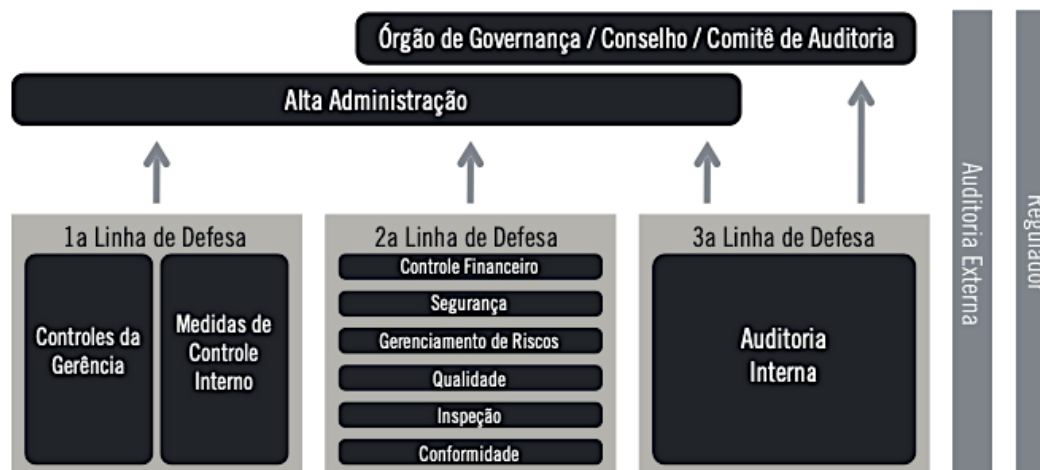 Órgão de Governança / Conselho / Comitê de Auditoria
Alta Administração
1a Linha de Defesa
Controles da
Gerência
Medidas de
Controle
Interno
2a Linha de Defesa
Controle Financeiro
Segurança
Gerenciamento de Riscos
Qualidade
Inspeção
Conformidade
3a Linha de Defesa
Auditoria
Interna
Auditoria Externa
Regulador